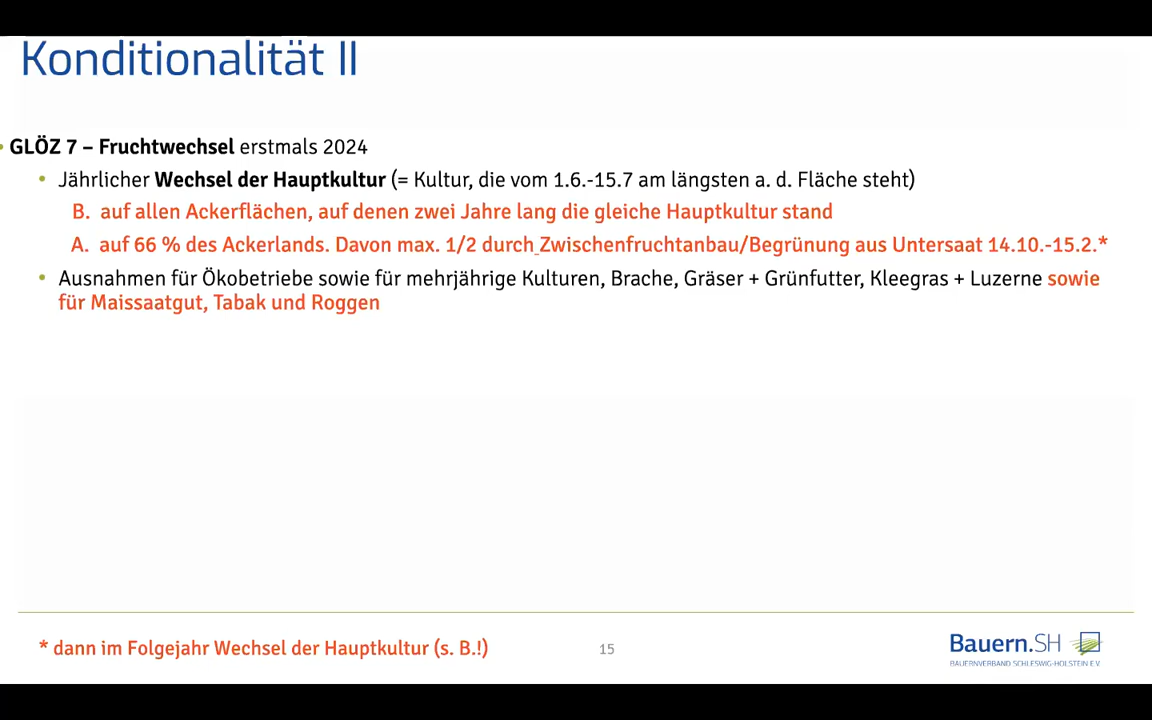 Konditionalität II
• GLÖZ 7 – Fruchtwechsel erstmals 2024
• Jährlicher Wechsel der Hauptkultur (= Kultur, die vom 1.6.-15.7 am längsten a. d. Fläche steht)
B. auf allen Ackerflächen, auf denen zwei Jahre lang die gleiche Hauptkultur stand
A. auf 66 % des Ackerlands. Davon max. 1/2 durch Zwischenfruchtanbau/Begrünung aus Untersaat 14.10.-15.2.*
• Ausnahmen für Ökobetriebe sowie für mehrjährige Kulturen, Brache, Gräser + Grünfutter, Kleegras + Luzerne sowie
für Maissaatgut, Tabak und Roggen
* dann im Folgejahr Wechsel der Hauptkultur (s. B.!)
15
Bauern.SH
BAUERNVERBAND SCHLESWIG-HOLSTEIN E.V.